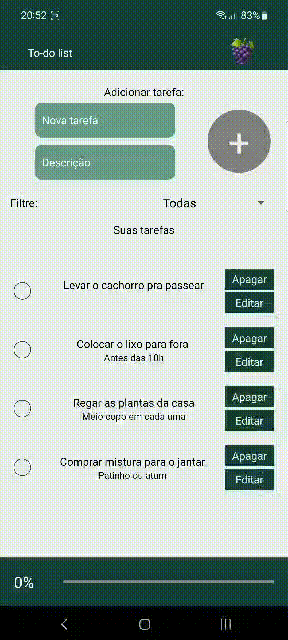 20:52
83%
To-do list
Adicionar tarefa:
Nova tarefa
Descrição
Filtre:
Todas
Suas tarefas
Levar o cachorro pra passear
Apagar
Editar
Colocar o lixo para fora
Antes das 10h
Apagar
Editar
Regar as plantas da casa
Meio copo em cada uma
Apagar
Editar
Comprar mistura para o jantar
Patinho ou atum
Apagar
Editar
0%